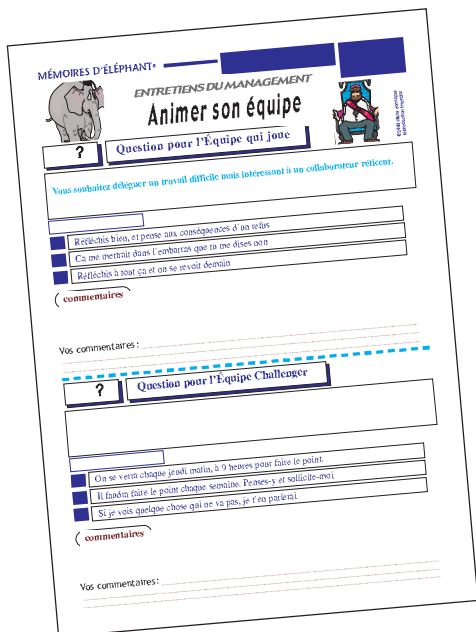 MÉMOIRES D'ÉLÉPHANT®
ENTRETIENS DU MANAGEMENT
Animer son équipe
?
Question pour l'Équipe qui joue
Vous souhaitez déléguer un travail difficile mais intéressant à un collaborateur réticent.
Réfléchis bien, et pense aux conséquences d'un refus
Ca me mettrait dans l'embarras que tu me dises non
Réfléchis à tout ça et on se revoit demain
commentaires
Vos commentaires :
?
Question pour l'Équipe Challenger
On se verra chaque jeudi matin, à 9 heures pour faire le point.
Il faudra faire le point chaque semaine. Penses-y et sollicite-moi
Si je vois quelque chose qui ne va pas, je t'en parlerai
commentaires
Vos commentaires :